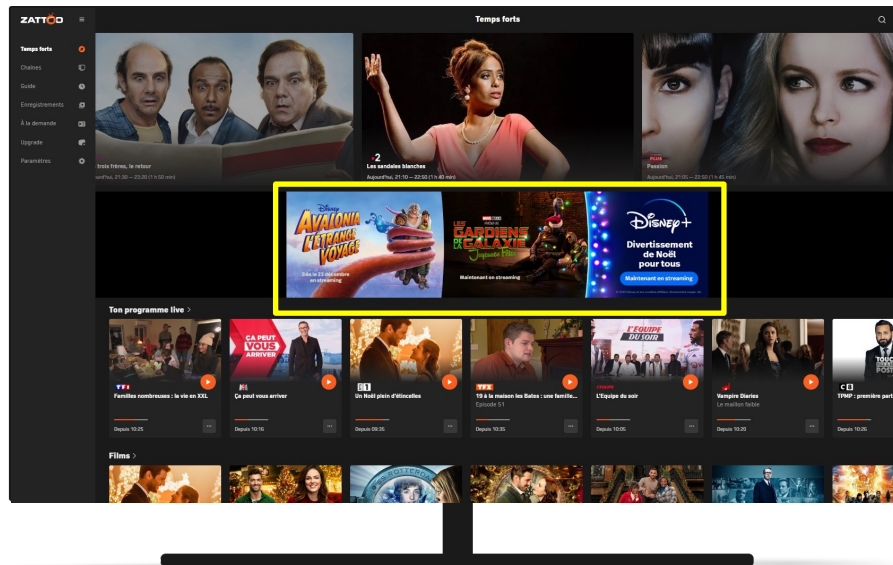 ZATTOO
Temps forts
Temps forts
Chaînes
Guide
Enregistrements
À la demande
Upgrade
Paramètres
trois frères, le retour
Aujourd'hui, 21:30 — 23:20 (1 h 50 min)
•2
Les sandales blanches
Aujourd'hui, 21:10 — 22:50 (1 h 40 min)
PLUS
Passion
Aujourd'hui, 21:05 — 22:50 (1 h 45 min)
Disney
AVALONIA
L'ÉTRANGE
VOYAGE
Dès le 23 décembre
en streaming
LES
GARDIENS
DE LA GALAXIE
Joyeuses Fêtes
Maintenant en streaming
Disney+
Divertissement
de Noël
pour tous
Maintenant en streaming
Ton programme live >
TF1
Familles nombreuses : la vie en XXL
Depuis 10:25
ÇA PEUT
VOUS
ARRIVER
M
Ça peut vous arriver
Depuis 10:16
Un Noël plein d'étincelles
Depuis 09:35
TFX
19 à la maison les Bates : une famille...
Episode 51
Depuis 10:35
L'EQUIPE
DU SOIR
L'Equipe du soir
Depuis 10:05
Vampire Diaries
Le maillon faible
Depuis 10:20
C8
TPMP : première part
Depuis 10:26
Films >